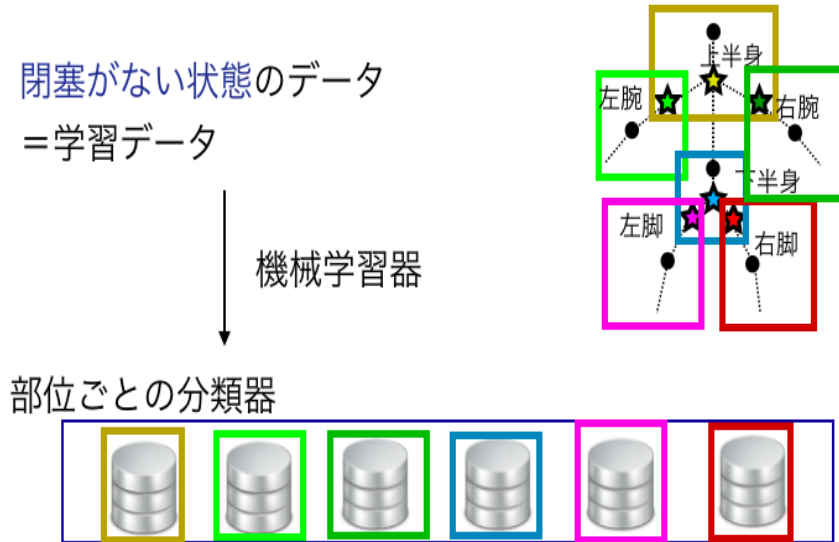 閉塞がない状態のデータ
＝学習データ
機械学習器
部位ごとの分類器
上半身
左腕
右腕
下半身
左脚
右脚